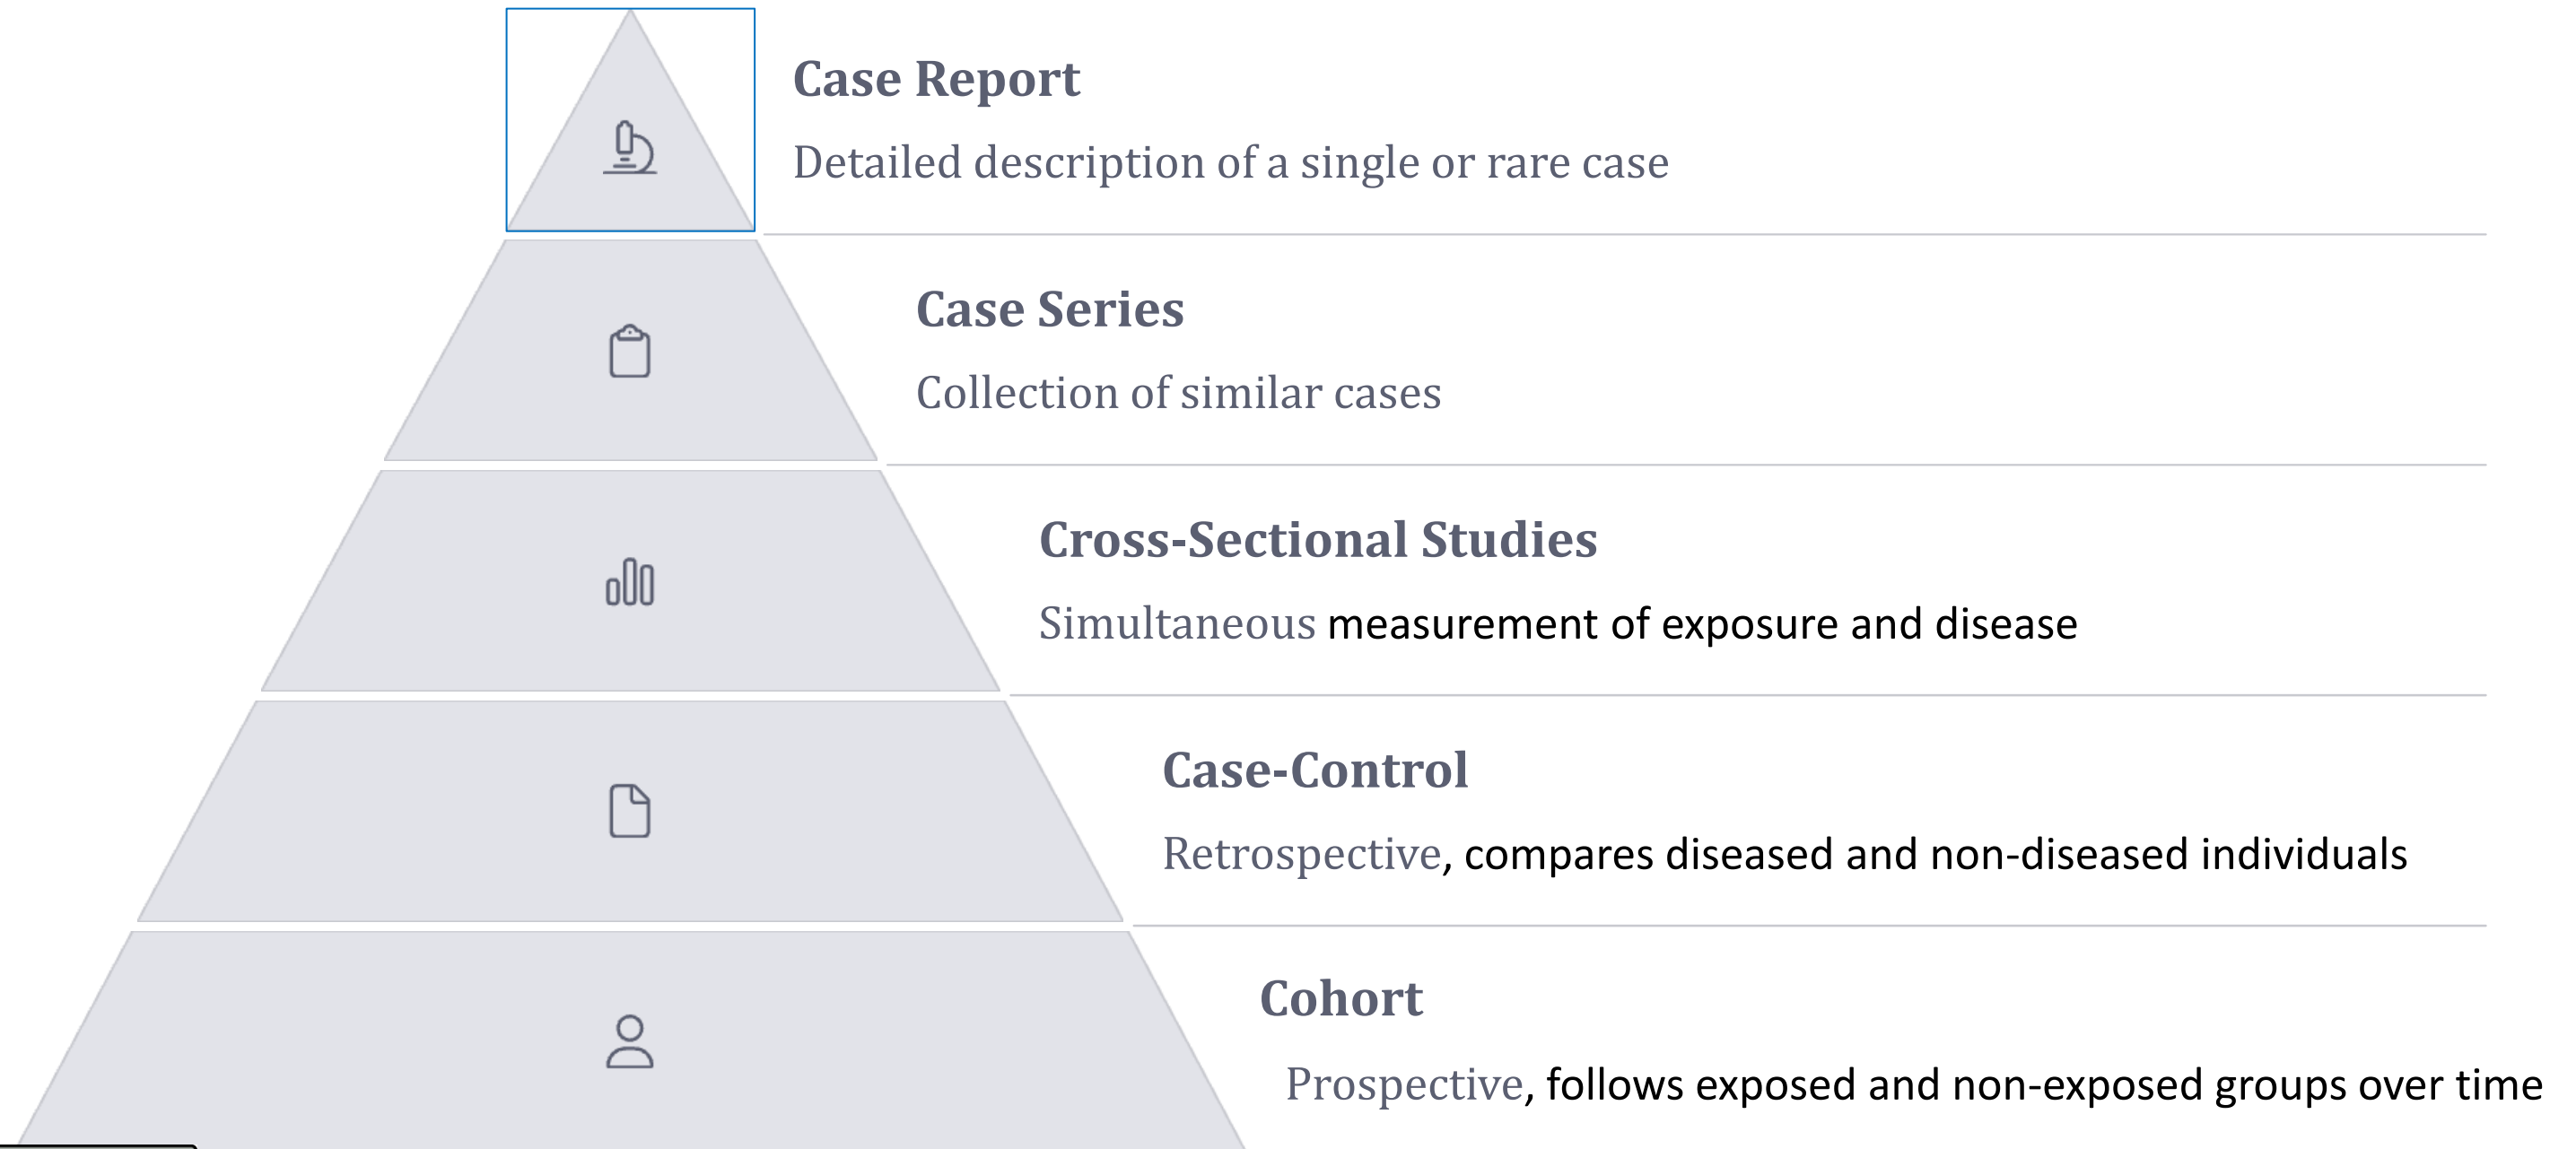 Case Report
Detailed description of a single or rare case
Case Series
Collection of similar cases
Cross-Sectional Studies
Simultaneous measurement of exposure and disease
Case-Control
Retrospective, compares diseased and non-diseased individuals
Cohort
Prospective, follows exposed and non-exposed groups over time